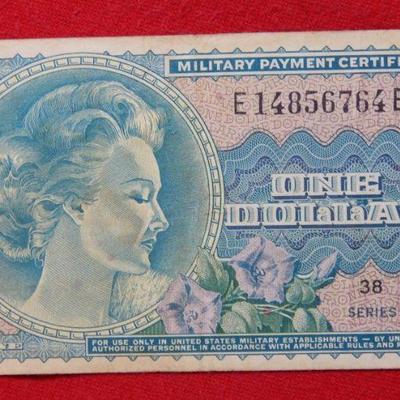 MILITARY PAYMENT CERTIF
E14856764E
ONE
DOLLA
38
SERIES
FOR USE ONLY IN UNITED STATES MILITARY ESTABLISHMENTS – BY UN
AUTHORIZED PERSONNEL IN ACCORDANCE WITH APPLICABLE RULES AND R